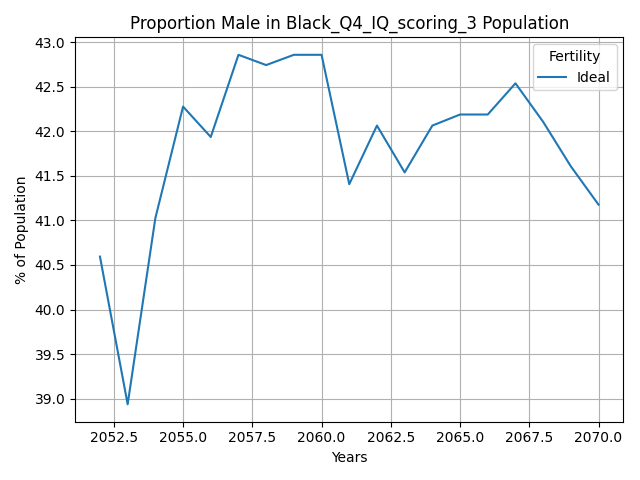 Proportion Male in Black_Q4_IQ_scoring_3 Population
43.0
42.5
42.0
41.5
41.0
40.5
40.0
39.5
39.0
% of Population
Fertility
Ideal
2052.5 2055.0 2057.5 2060.0 2062.5 2065.0 2067.5 2070.0
Years